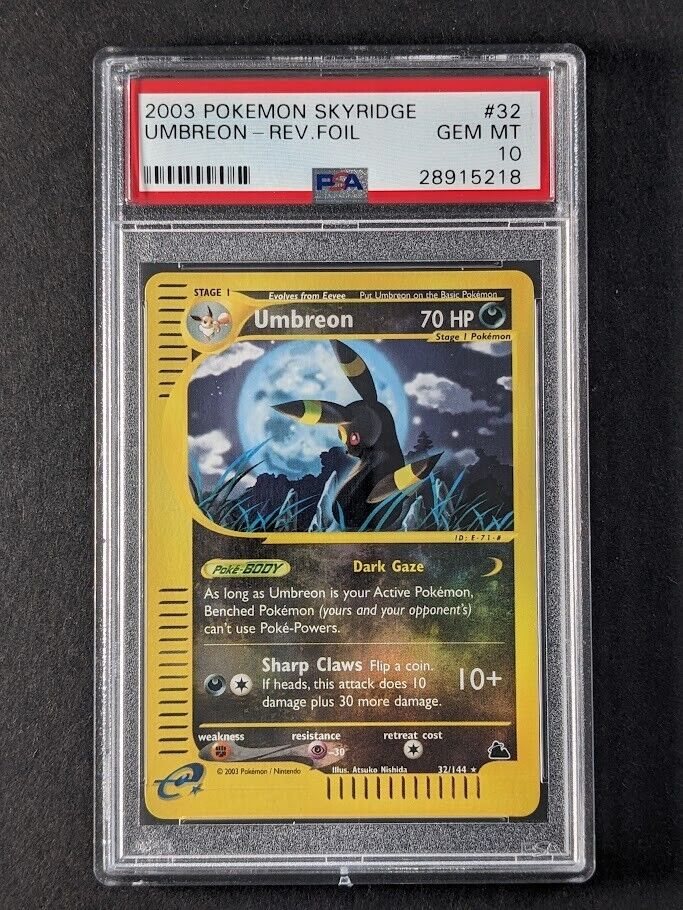 2003 POKEMON SKYRIDGE #32
UMBREON - REV.FOIL GEM MT
10
PSA 28915218
STAGE 1 Evolves from Eevee Put Umbreon on the Basic Pokémon
Umbreon 70 HP
Stage 1 Pokémon
ID: E-71-#
Poké-BODY Dark Gaze
As long as Umbreon is your Active Pokémon,
Benched Pokémon (yours and your opponent's)
can't use Poké-Powers.
Sharp Claws Flip a coin.
If heads, this attack does 10
damage plus 30 more damage.
10+
weakness resistance retreat cost
-30
© 2003 Pokémon / Nintendo Illus. Atsuko Nishida 32/144 ★
e